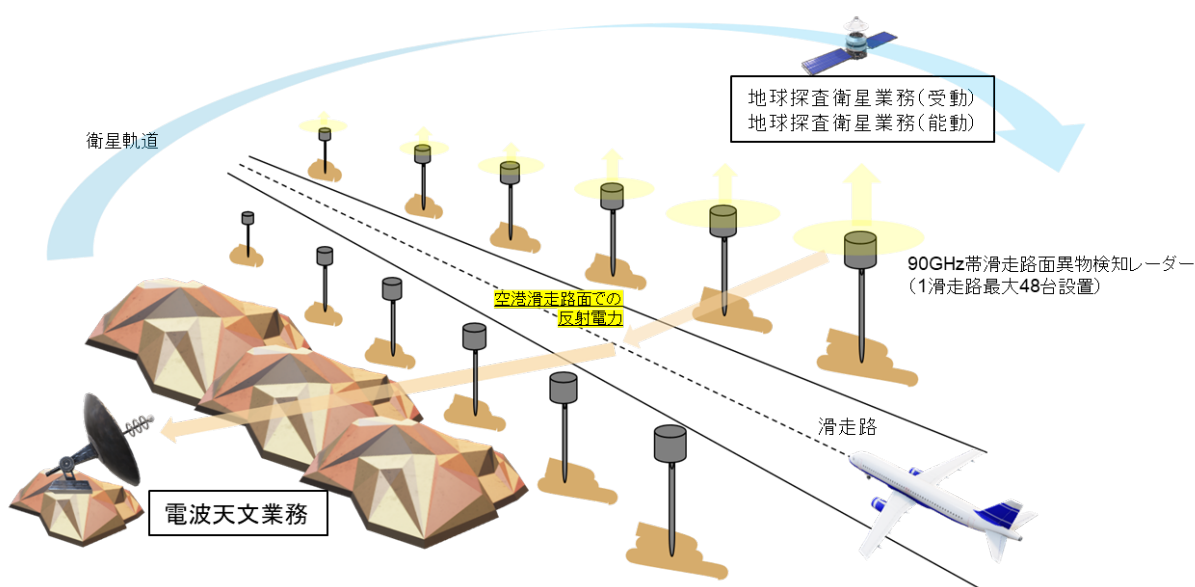 地球探査衛星業務（受動）
地球探査衛星業務（能動）
衛星軌道
90GHz帯滑走路面異物検知レーダー
（1滑走路最大48台設置）
空港滑走路面での
反射電力
滑走路
電波天文業務